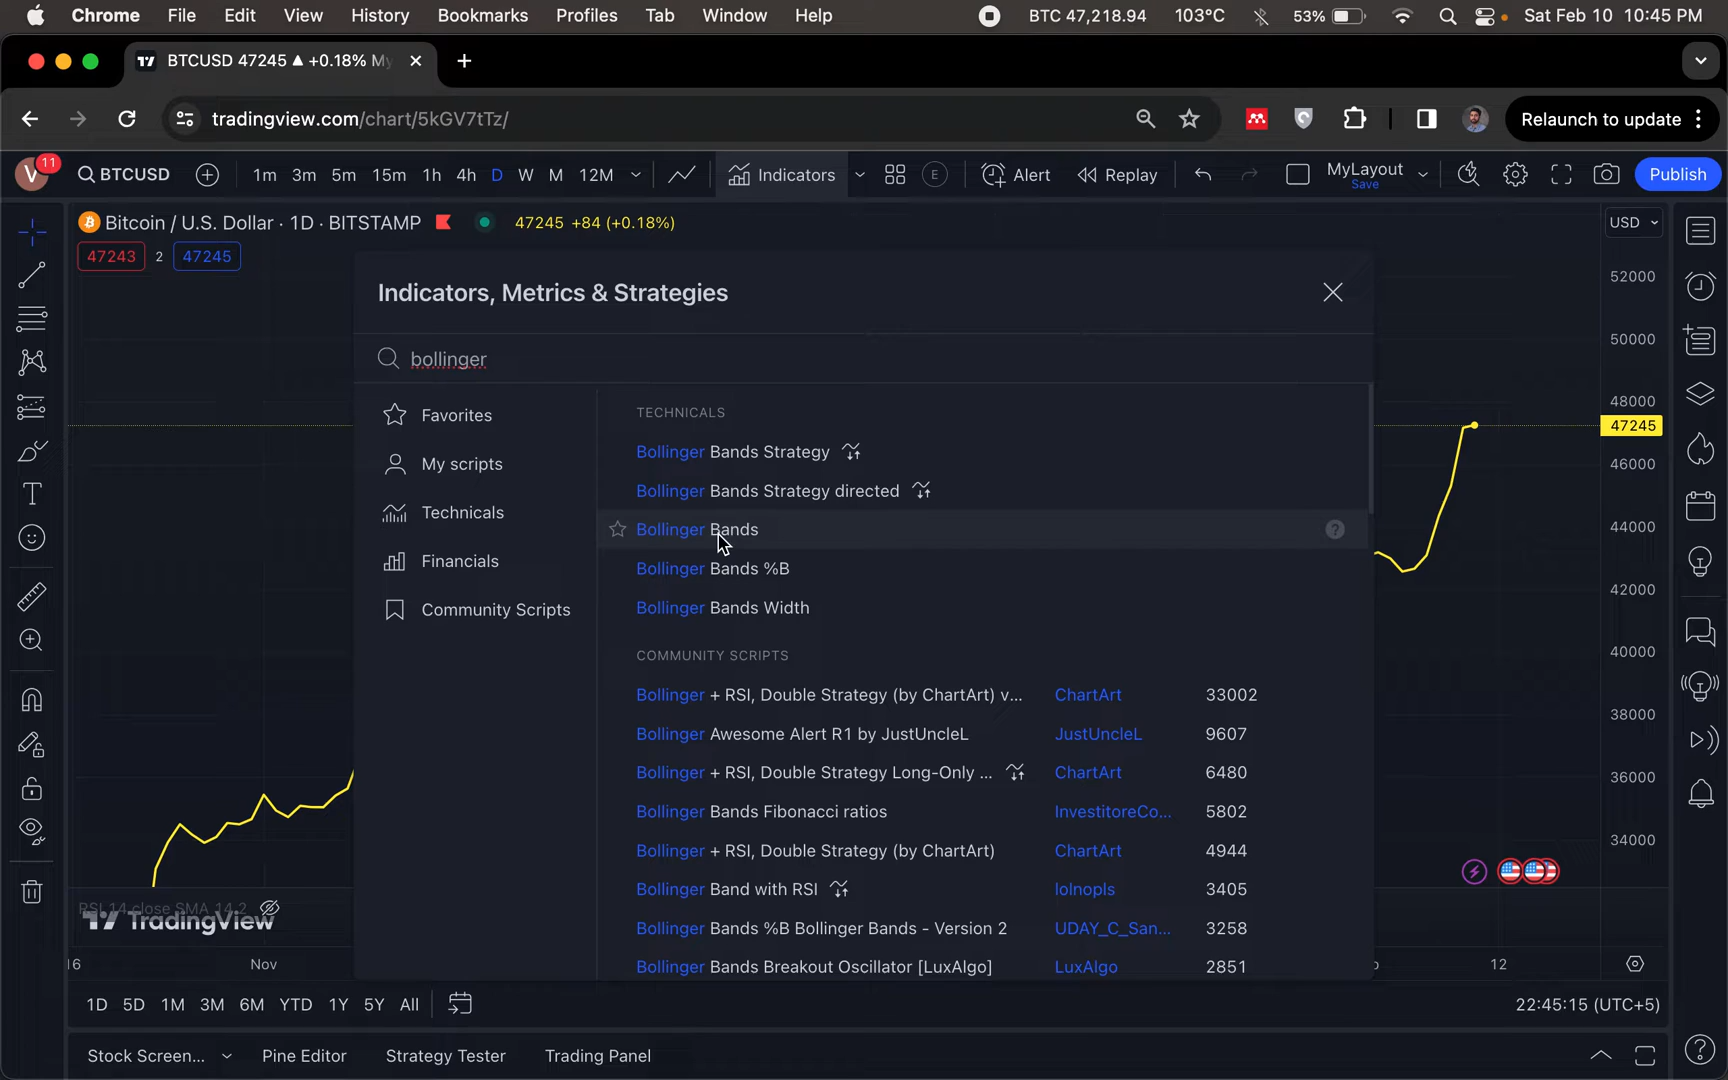 Chrome File Edit View History Bookmarks Profiles Tab Window Help BTC 47,218.94 103°C 53% Sat Feb 10 10:45 PM
BTCUSD 47245 ▲ +0.18% My
tradingview.com/chart/5kGV7tTz/ Relaunch to update
V 11 BTCUSD 1m 3m 5m 15m 1h 4h D W M 12M Indicators E Alert Replay MyLayout Save Publish
Bitcoin / U.S. Dollar · 1D · BITSTAMP 47245 +84 (+0.18%) USD
47243 2 47245
Indicators, Metrics & Strategies
bollinger
Favorites
My scripts
Technicals
Financials
Community Scripts
TECHNICALS
Bollinger Bands Strategy
Bollinger Bands Strategy directed
Bollinger Bands
Bollinger Bands %B
Bollinger Bands Width
COMMUNITY SCRIPTS
Bollinger + RSI, Double Strategy (by ChartArt) v... ChartArt 33002
Bollinger Awesome Alert R1 by JustUncleL JustUncleL 9607
Bollinger + RSI, Double Strategy Long-Only ... ChartArt 6480
Bollinger Bands Fibonacci ratios InvestitoreCo... 5802
Bollinger + RSI, Double Strategy (by ChartArt) ChartArt 4944
Bollinger Band with RSI lolnopls 3405
Bollinger Bands %B Bollinger Bands - Version 2 UDAY_C_San... 3258
Bollinger Bands Breakout Oscillator [LuxAlgo] LuxAlgo 2851
52000
50000
48000
47245
46000
44000
42000
40000
38000
36000
34000
RSI 14 close SMA 14 2
TradingView
16 Nov 12
1D 5D 1M 3M 6M YTD 1Y 5Y All 22:45:15 (UTC+5)
Stock Screen... Pine Editor Strategy Tester Trading Panel